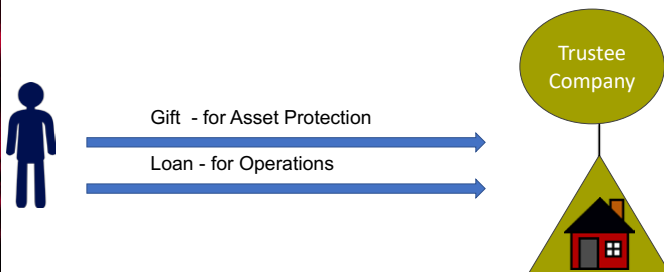 Trustee
Company
Gift - for Asset Protection
Loan - for Operations